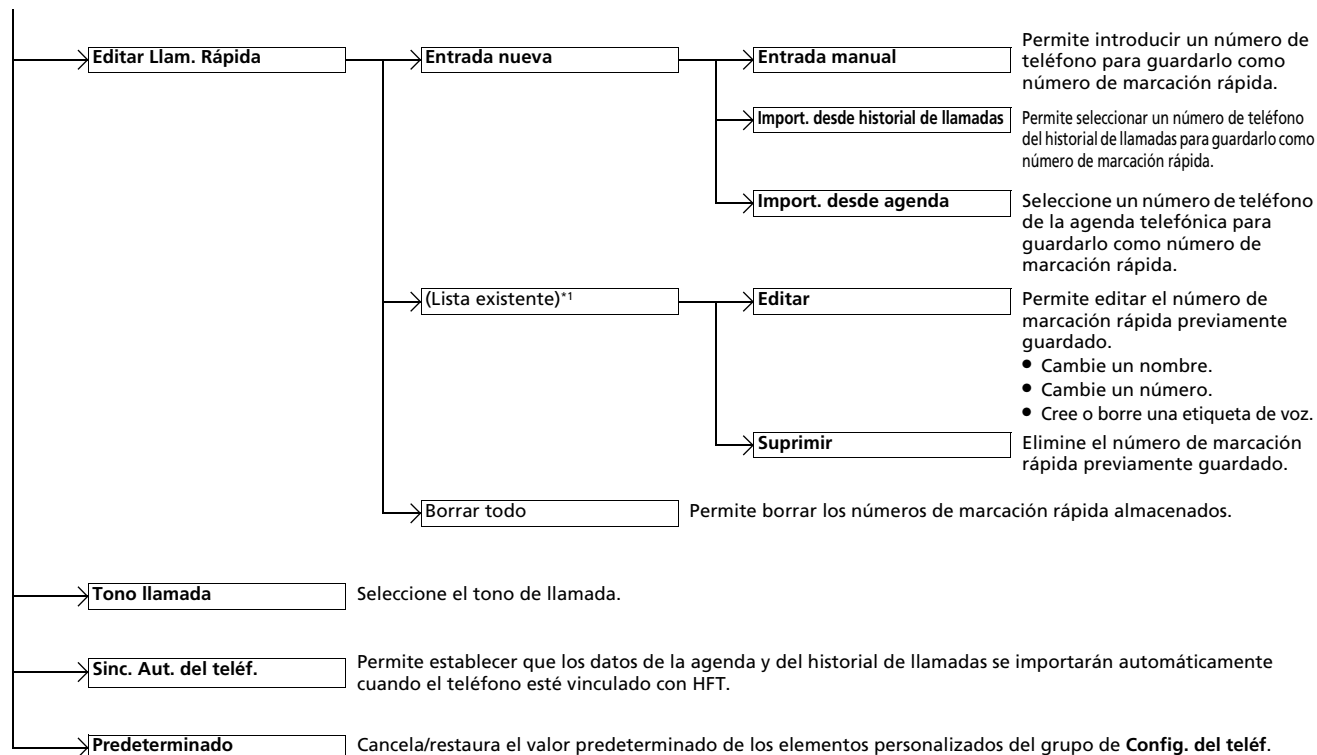 Editar Llam. Rápida
Entrada nueva
Entrada manual
Permite introducir un número de
teléfono para guardarlo como
número de marcación rápida.
Import. desde historial de llamadas
Permite seleccionar un número de teléfono
del historial de llamadas para guardarlo como
número de marcación rápida.
Import. desde agenda
Seleccione un número de teléfono
de la agenda telefónica para
guardarlo como número de
marcación rápida.
(Lista existente)*1
Editar
Permite editar el número de
marcación rápida previamente
guardado.
● Cambie un nombre.
● Cambie un número.
● Cree o borre una etiqueta de voz.
Suprimir
Elimine el número de marcación
rápida previamente guardado.
Borrar todo
Permite borrar los números de marcación rápida almacenados.
Tono llamada
Seleccione el tono de llamada.
Sinc. Aut. del teléf.
Permite establecer que los datos de la agenda y del historial de llamadas se importarán automáticamente
cuando el teléfono esté vinculado con HFT.
Predeterminado
Cancela/restaura el valor predeterminado de los elementos personalizados del grupo de Config. del teléf.